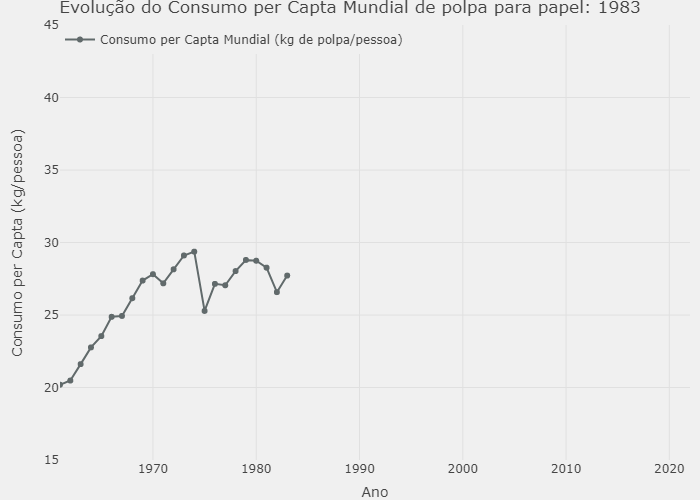 Evolução do Consumo per Capta Mundial de polpa para papel: 1983
Consumo per Capta Mundial (kg de polpa/pessoa)
Consumo per Capta (kg/pessoa)
45
40
35
30
25
20
15
1970 1980 1990 2000 2010 2020
Ano